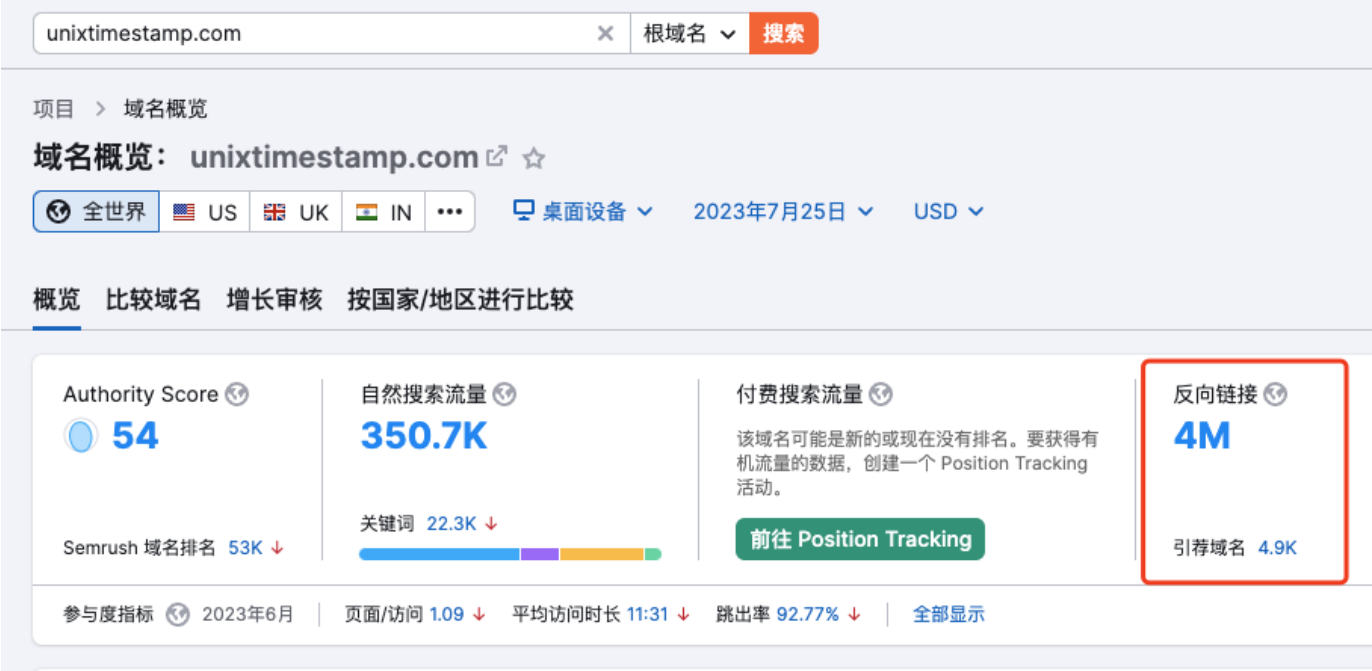 unixtimestamp.com 根域名 搜索
项目 > 域名概览
域名概览： unixtimestamp.com
全世界 US UK IN ••• 桌面设备 2023年7月25日 USD
概览 比较域名 增长审核 按国家/地区进行比较
Authority Score
54
Semrush 域名排名 53K ↓
自然搜索流量
350.7K
关键词 22.3K ↓
付费搜索流量
该域名可能是新的或现在没有排名。要获得有
机流量的数据，创建一个 Position Tracking
活动。
前往 Position Tracking
反向链接
4M
引荐域名 4.9K
参与度指标 2023年6月 页面/访问 1.09 ↓ 平均访问时长 11:31 ↓ 跳出率 92.77% ↓ 全部显示